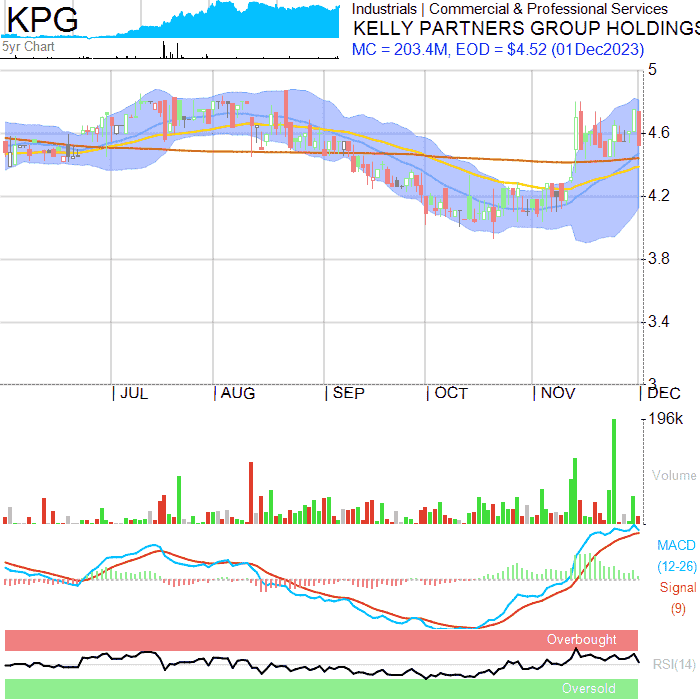 KPG
5yr Chart
Industrials | Commercial & Professional Services
KELLY PARTNERS GROUP HOLDINGS
MC = 203.4M, EOD = $4.52 (01Dec2023)
5
4.6
4.2
3.8
3.4
3
JUL AUG SEP OCT NOV DEC
196k
Volume
MACD
(12-26)
Signal
(9)
Overbought
RSI(14)
Oversold